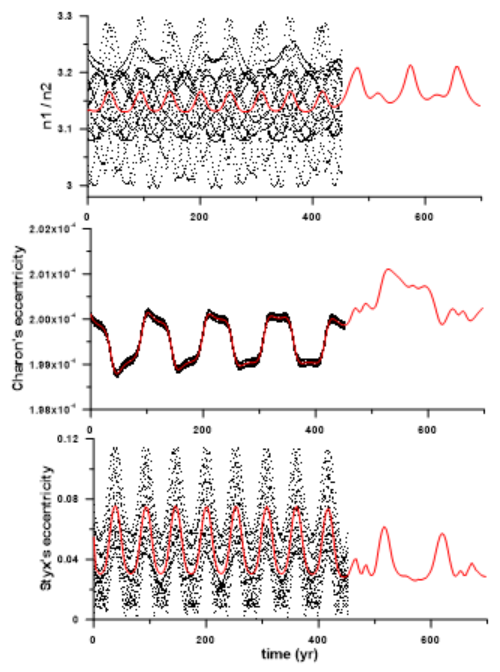 3.3
3.2
n1 / n2
3.1
3
0 200 400 600
2.02x10⁻⁴
2.01x10⁻⁴
Charon's eccentricity
2.00x10⁻⁴
1.99x10⁻⁴
1.98x10⁻⁴
0 200 400 600
0.12
0.08
Styx's eccentricity
0.04
0
0 200 400 600
time (yr)